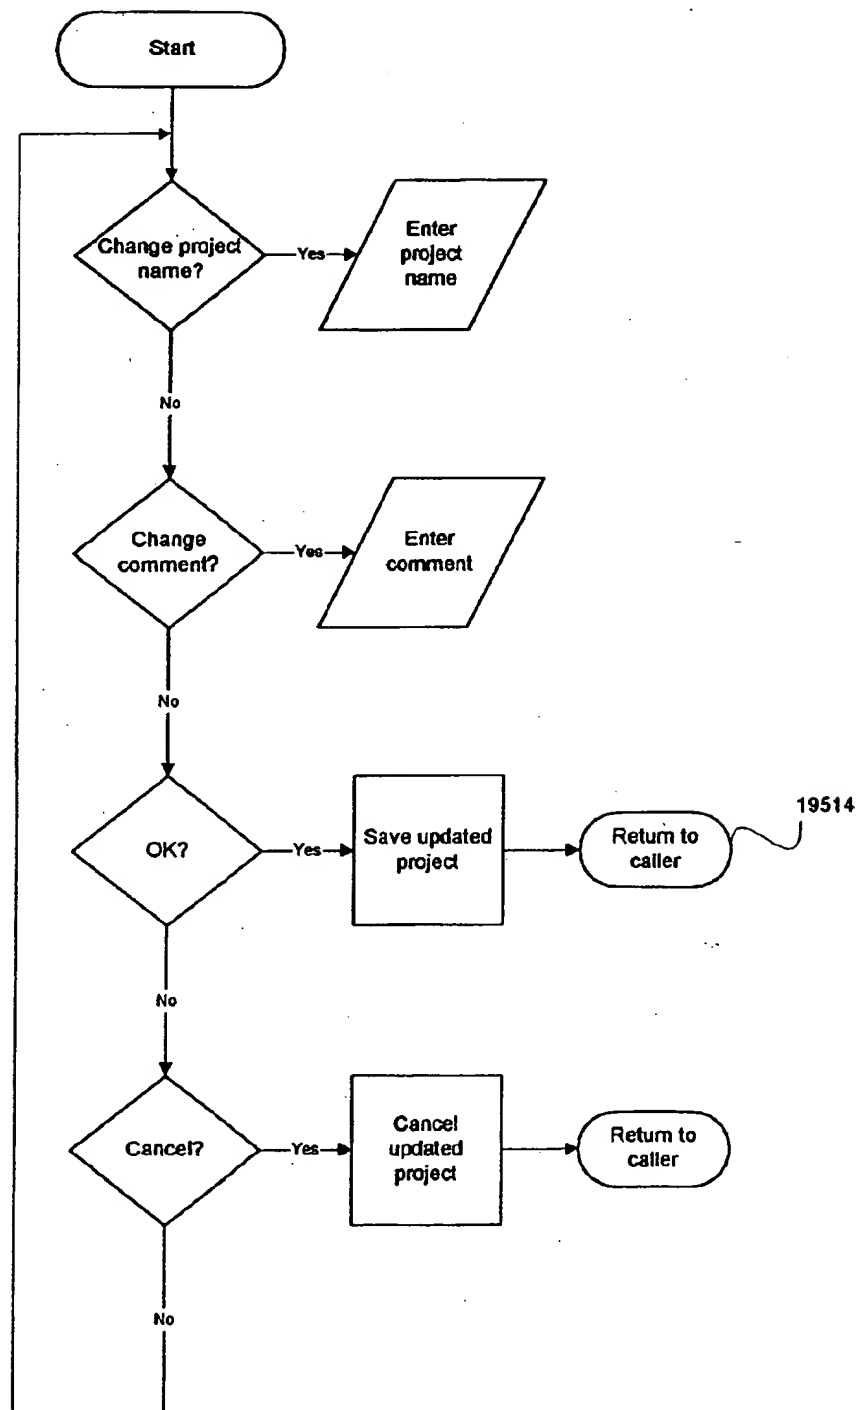 Start
Change project
name?
Yes
Enter
project
name
No
Change
comment?
Yes
Enter
comment
No
OK?
Yes
Save updated
project
Return to
caller
19514
No
Cancel?
Yes
Cancel
updated
project
Return to
caller
No